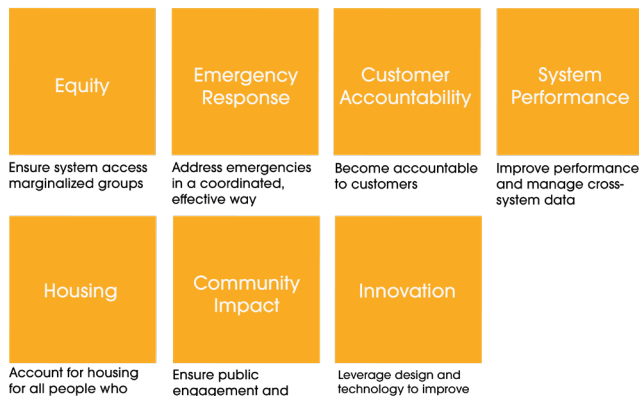 Equity
Emergency
Response
Customer
Accountability
System
Performance
Ensure system access
marginalized groups
Address emergencies
in a coordinated,
effective way
Become accountable
to customers
Improve performance
and manage cross-
system data
Housing
Community
Impact
Innovation
Account for housing
for all people who
Ensure public
engagement and
Leverage design and
technology to improve